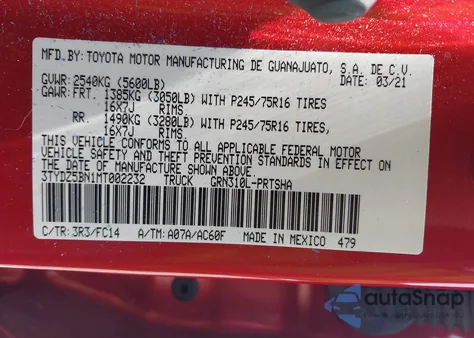 MFD.BY: TOYOTA MOTOR MANUFACTURING DE GUANAJUATO, S.A. DE C.V.
GVWR: 2540KG (5600LB) DATE: 03/21
GAWR: FRT. 1385KG (3050LB) WITH P245/75R16 TIRES
16X7J RIMS,
RR. 1490KG (3280LB) WITH P245/75R16 TIRES,
16X7J RIMS.
THIS VEHICLE CONFORMS TO ALL APPLICABLE FEDERAL MOTOR
VEHICLE SAFETY AND THEFT PREVENTION STANDARDS IN EFFECT ON
THE DATE OF MANUFACTURE SHOWN ABOVE.
3TYDZ5BN1MT002232 TRUCK GRN310L-PRTSHA
C/TR: 3R3/FC14 A/TM: A07A/AC60F MADE IN MEXICO 479
autoSnap